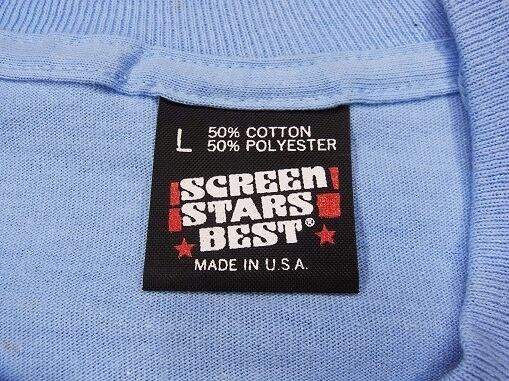 L 50% COTTON
50% POLYESTER
SCREEN
STARS
BEST®
MADE IN U.S.A.